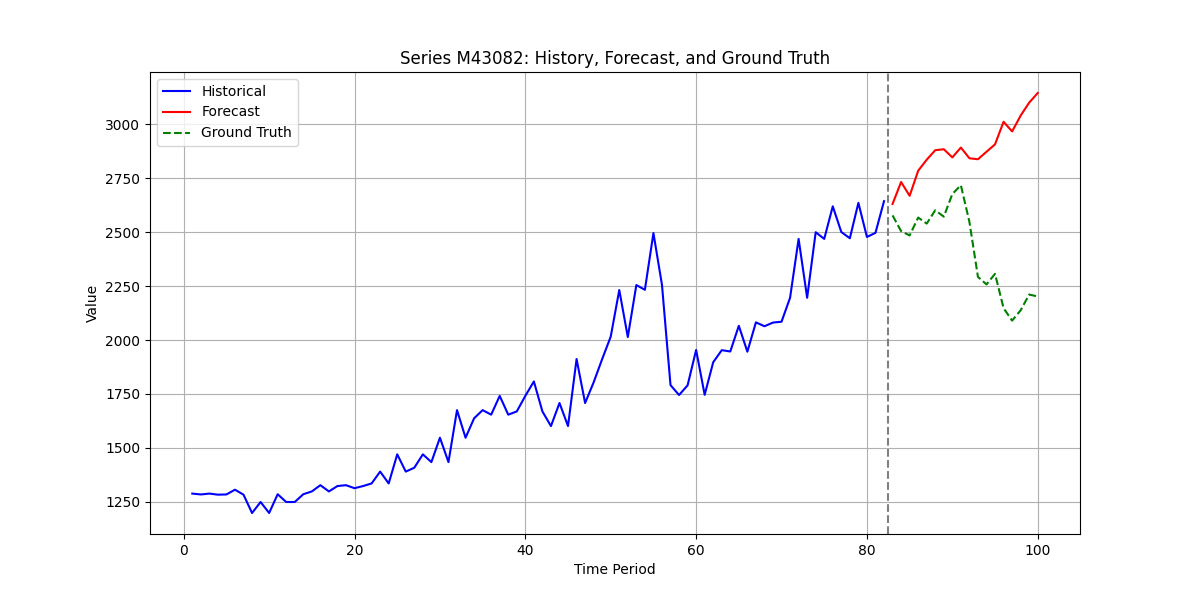 Series M43082: History, Forecast, and Ground Truth
Historical
Forecast
Ground Truth
3000
2750
2500
2250
2000
1750
1500
1250
Value
0 20 40 60 80 100
Time Period